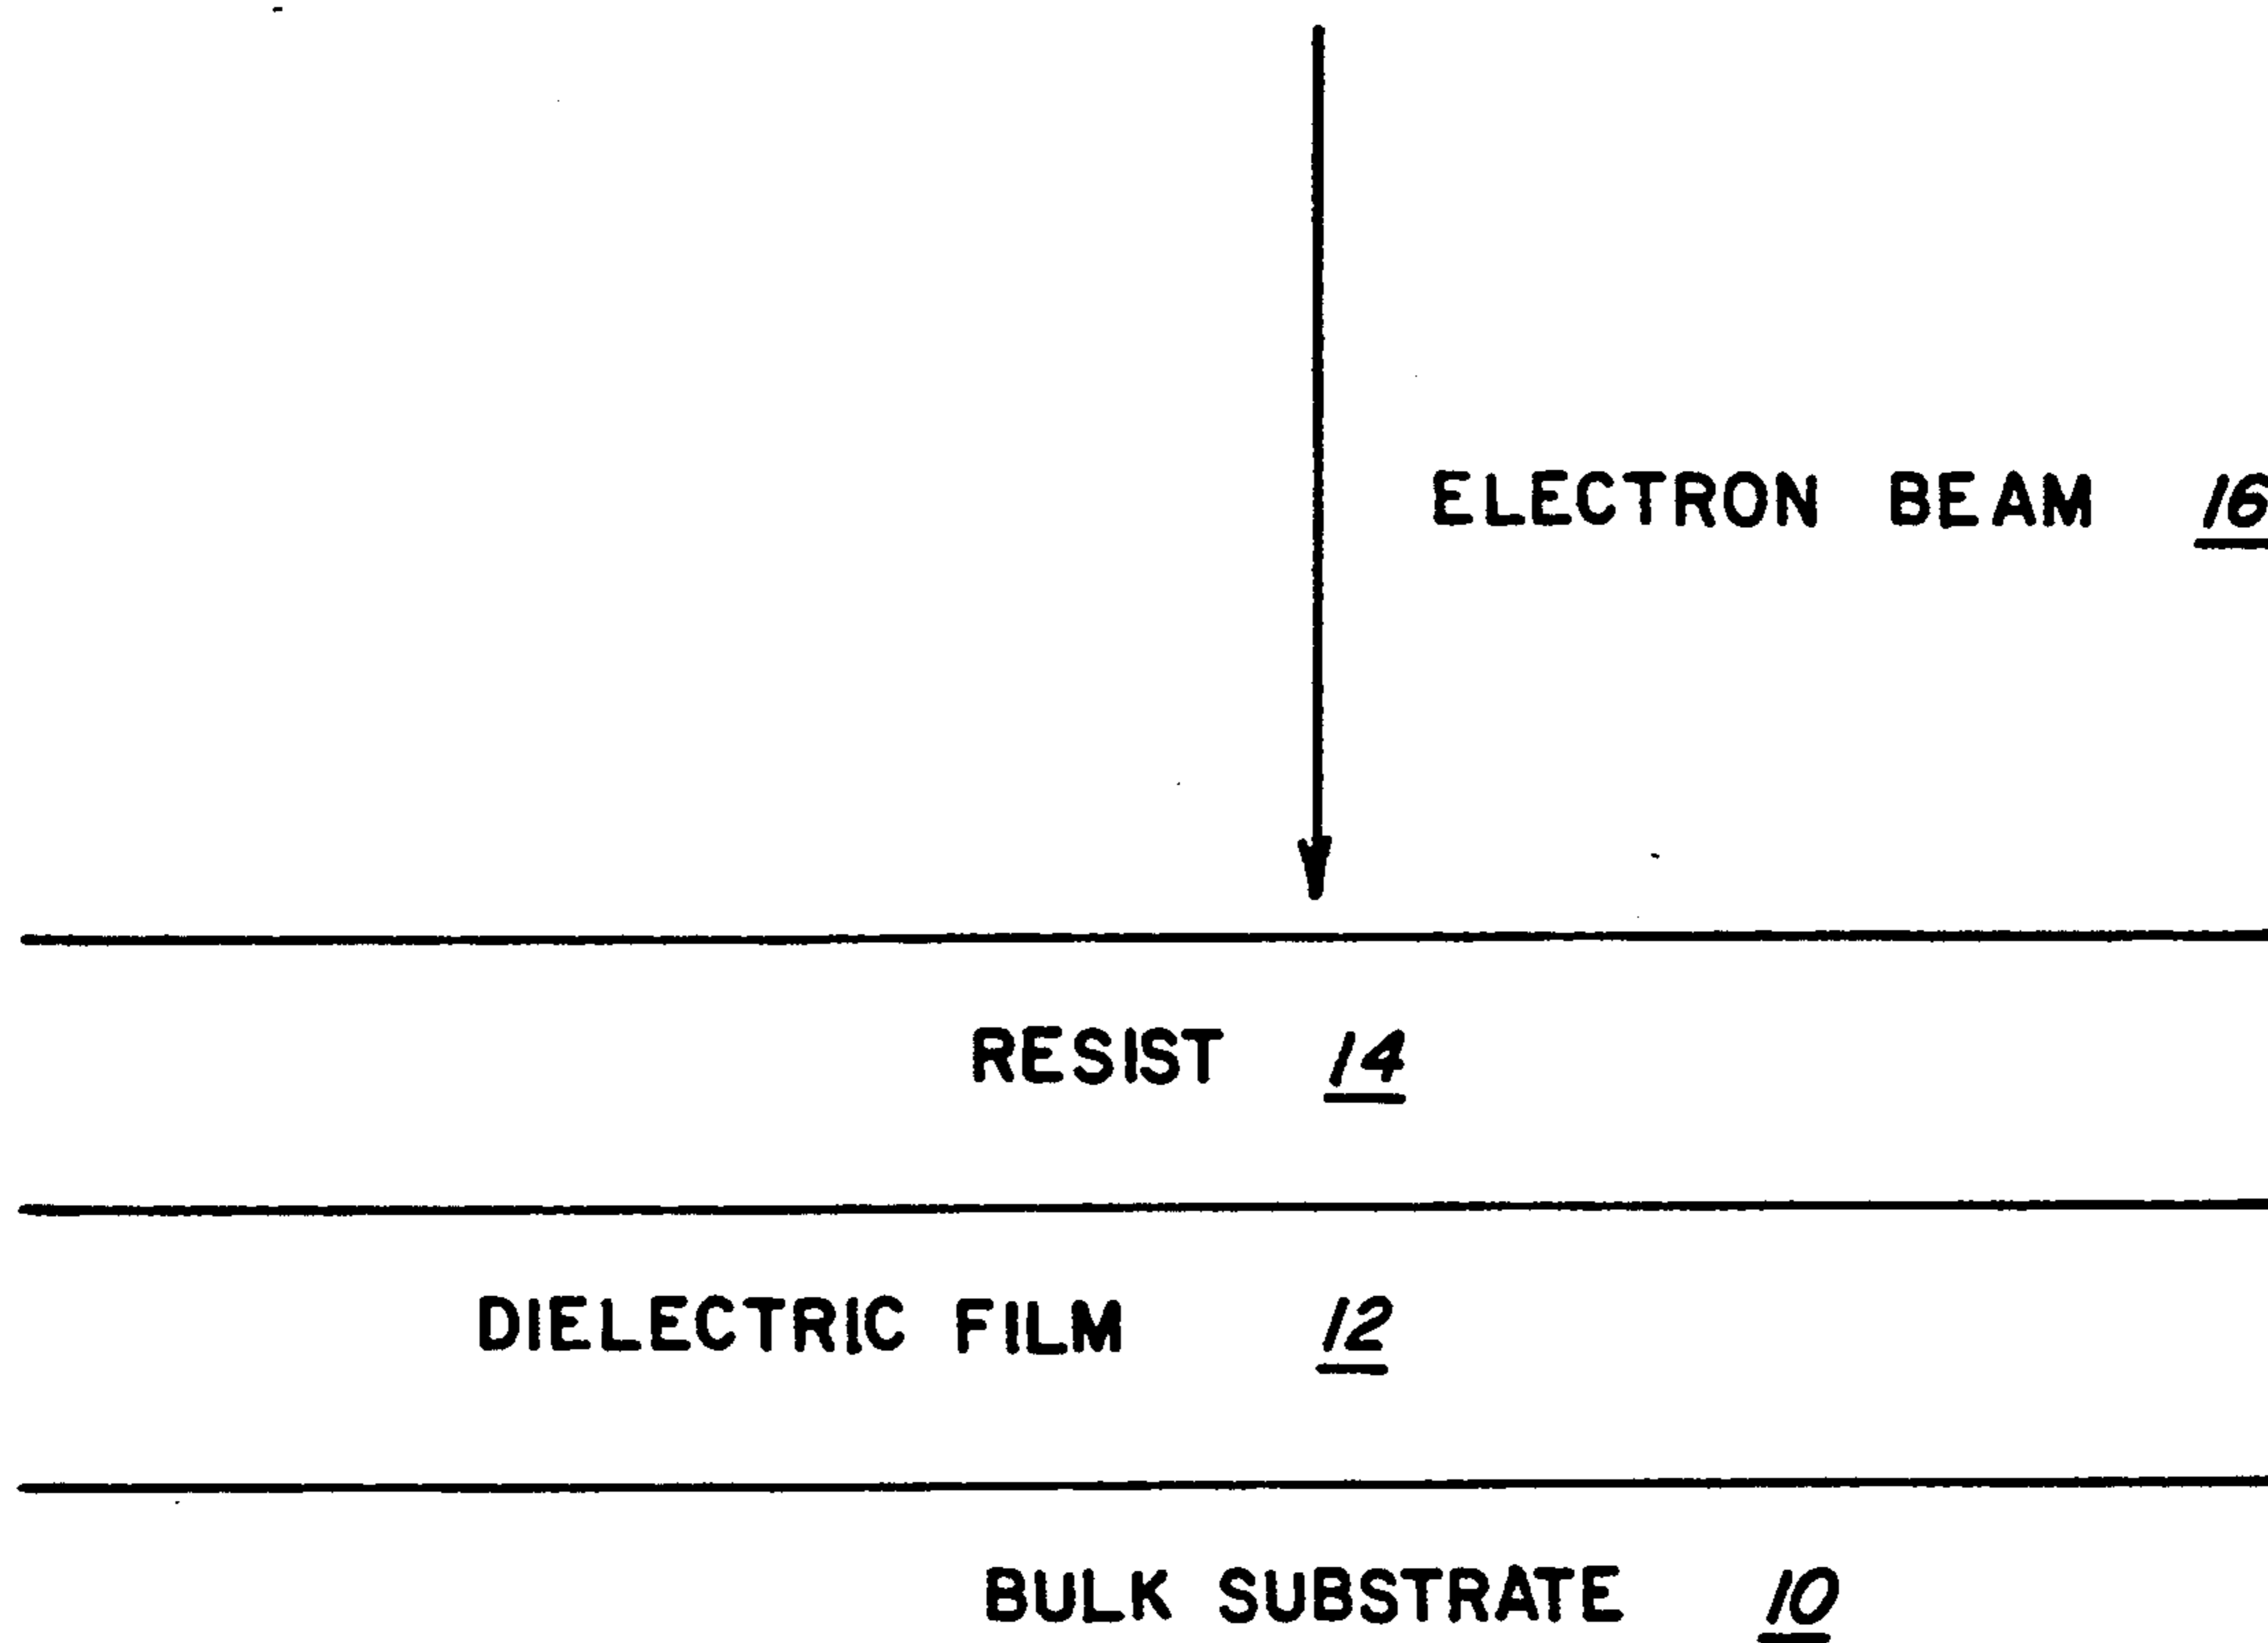 ELECTRON BEAM 16
RESIST 14
DIELECTRIC FILM 12
BULK SUBSTRATE 10